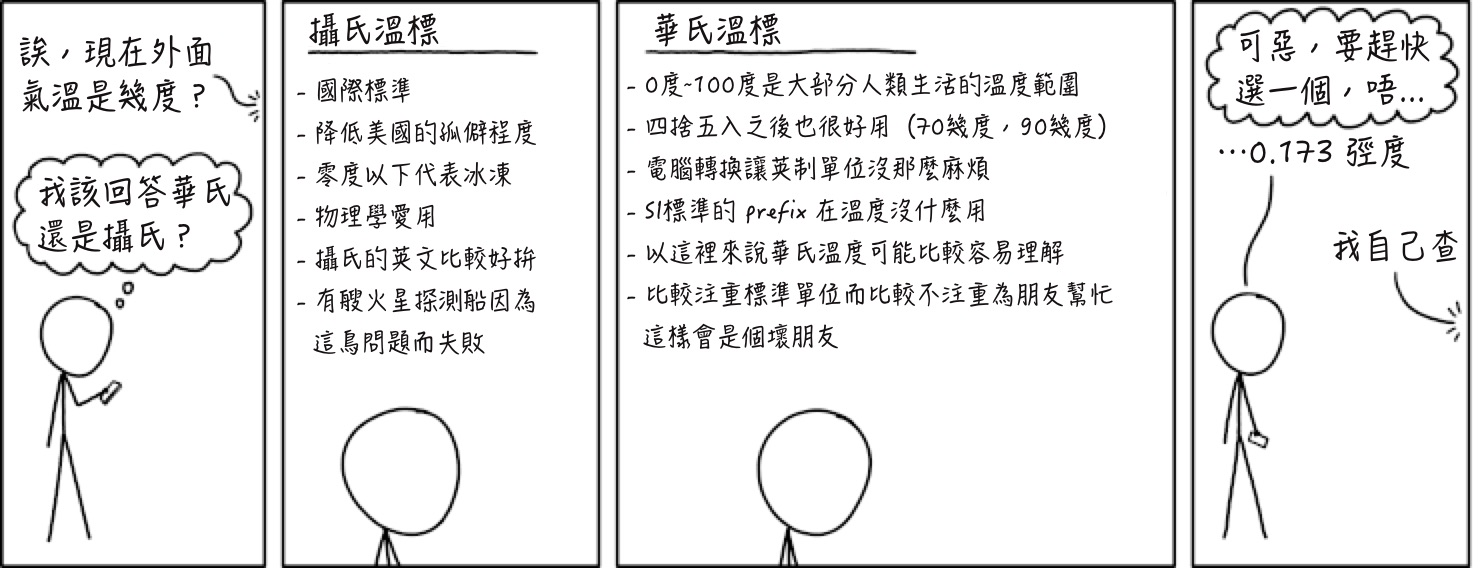 誒，現在外面
氣溫是幾度？
我該回答華氏
還是攝氏？
攝氏溫標
- 國際標準
- 降低美國的孤僻程度
- 零度以下代表冰凍
- 物理學愛用
- 攝氏的英文比較好拚
- 有艘火星探測船因為
這鳥問題而失敗
華氏溫標
- 0度~100度是大部分人類生活的溫度範圍
- 四捨五入之後也很好用（70幾度，90幾度）
- 電腦轉換讓英制單位沒那麼麻煩
- SI標準的 prefix 在溫度沒什麼用
- 以這裡來說華氏溫度可能比較容易理解
- 比較注重標準單位而比較不注重為朋友幫忙
這樣會是個壞朋友
可惡，要趕快
選一個，唔...
…0.173 弳度
我自己查